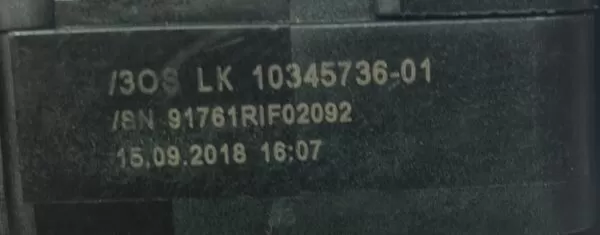 /3OS LK 10345736-01
/SN 91761RIF02092
15.09.2018 16:07